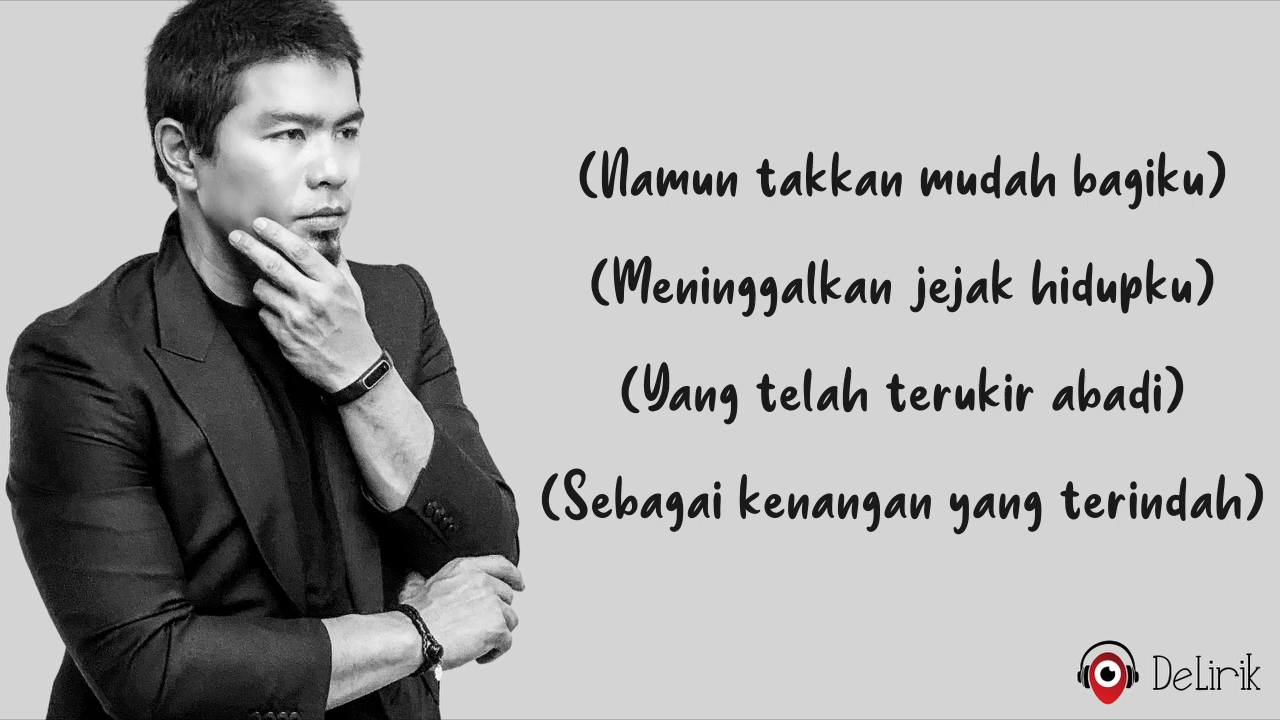 (Namun takkan mudah bagiku)
(Meninggalkan jejak hidupku)
(Yang telah terukir abadi)
(Sebagai kenangan yang terindah)
DeLirik